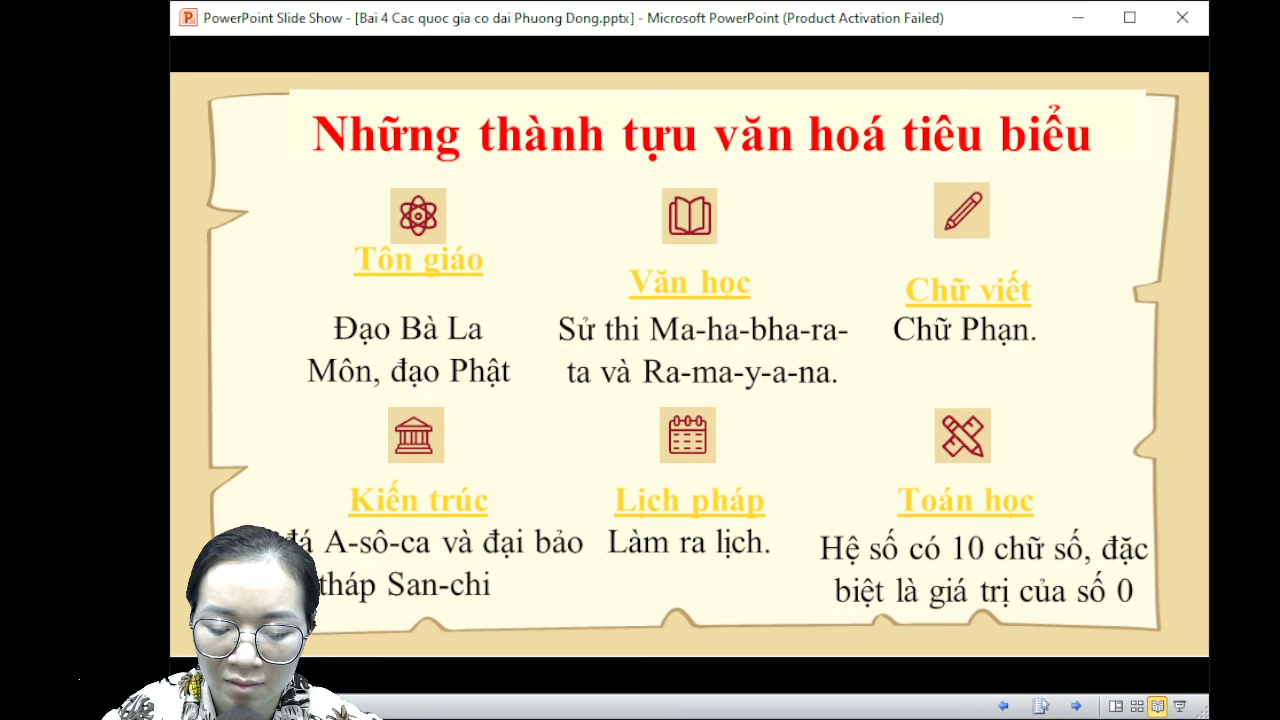 PowerPoint Slide Show - [Bai 4 Cac quoc gia co dai Phuong Dong.pptx] - Microsoft PowerPoint (Product Activation Failed)
Những thành tựu văn hoá tiêu biểu
Tôn giáo
Đạo Bà La
Môn, đạo Phật
Văn học
Sử thi Ma-ha-bha-ra-
ta và Ra-ma-y-a-na.
Chữ viết
Chữ Phạn.
Kiến trúc
A-sô-ca và đại bảo
tháp San-chi
Lịch pháp
Làm ra lịch.
Toán học
Hệ số có 10 chữ số, đặc
biệt là giá trị của số 0